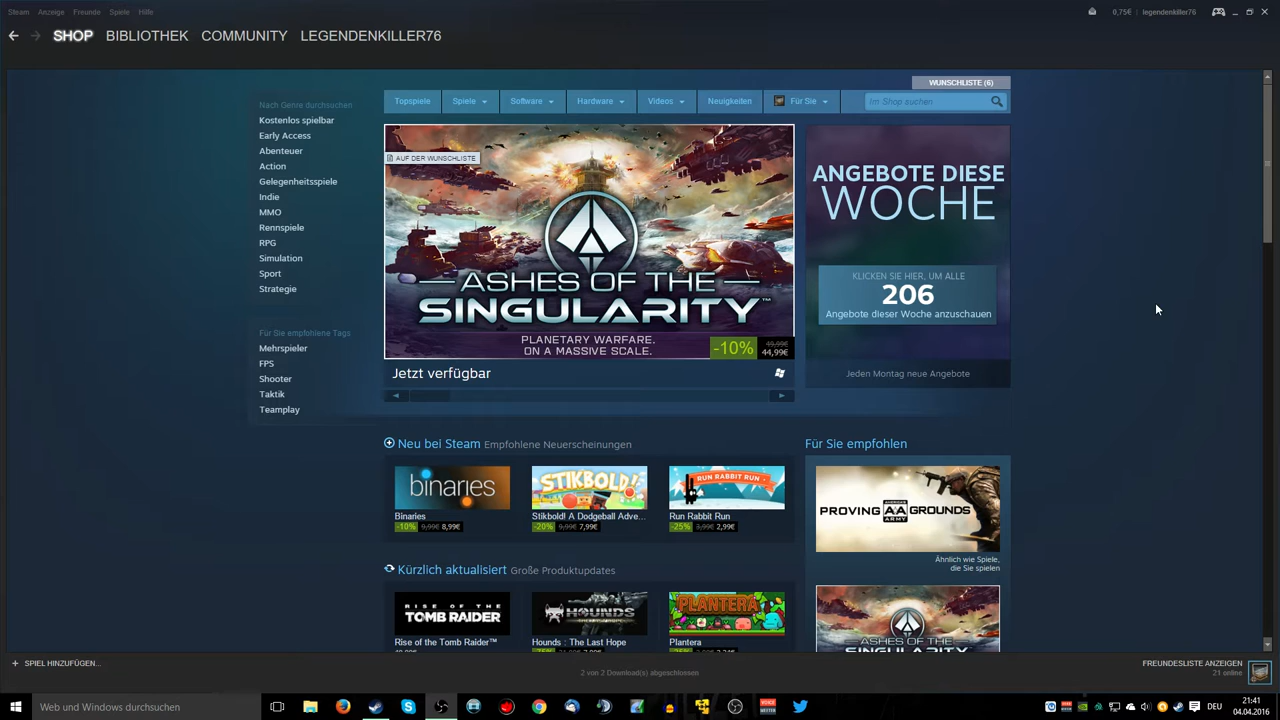 Steam Anzeige Freunde Spiele Hilfe
0,75€ legendenkiller76
SHOP BIBLIOTHEK COMMUNITY LEGENDENKILLER76
WUNSCHLISTE (6)
Topspiele Spiele Software Hardware Videos Neuigkeiten Für Sie Im Shop suchen
Nach Genre durchsuchen
Kostenlos spielbar
Early Access
Abenteuer
Action
Gelegenheitsspiele
Indie
MMO
Rennspiele
RPG
Simulation
Sport
Strategie
Für Sie empfohlene Tags
Mehrspieler
FPS
Shooter
Taktik
Teamplay
AUF DER WUNSCHLISTE
ASHES OF THE
SINGULARITY™
PLANETARY WARFARE.
ON A MASSIVE SCALE.
-10% 49,99€
44,99€
Jetzt verfügbar
ANGEBOTE DIESE
WOCHE
KLICKEN SIE HIER, UM ALLE
206
Angebote dieser Woche anzuschauen
Jeden Montag neue Angebote
Neu bei Steam Empfohlene Neuerscheinungen
binaries
STIKBOLD!
RUN RABBIT RUN
Binaries
-10% 9,99€ 8,99€
Stikbold! A Dodgeball Adve...
-20% 9,99€ 7,99€
Run Rabbit Run
-25% 3,99€ 2,99€
Für Sie empfohlen
PROVING AA GROUNDS
Ähnlich wie Spiele,
die Sie spielen
ASHES OF THE
Kürzlich aktualisiert Große Produktupdates
RISE OF THE
TOMB RAIDER
HOUNDS
PLANTERA
Rise of the Tomb Raider™
Hounds : The Last Hope
Plantera
+ SPIEL HINZUFÜGEN...
2 von 2 Download(s) abgeschlossen
FREUNDESLISTE ANZEIGEN
21 online
Web und Windows durchsuchen
DEU
21:41
04.04.2016